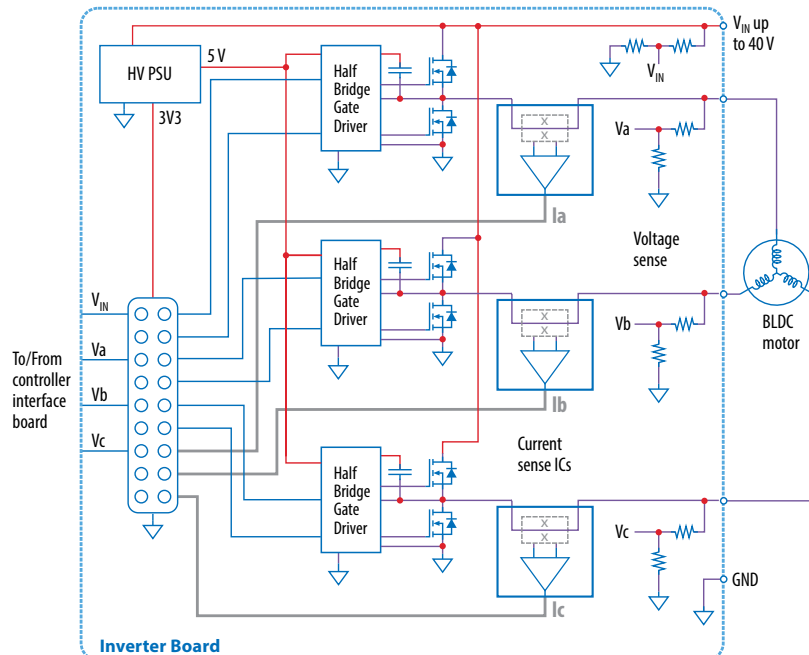 VIN up
to 40 V
5 V
HV PSU
VIN
3V3
Half
Bridge
Gate
Driver
Va
x
x
Ia
Voltage
sense
Half
Bridge
Gate
Driver
x
x
Vb
BLDC
motor
VIN
Va
To/From
controller
interface
board
Vb
Vc
Ib
Current
sense ICs
Half
Bridge
Gate
Driver
x
x
Vc
GND
Ic
Inverter Board